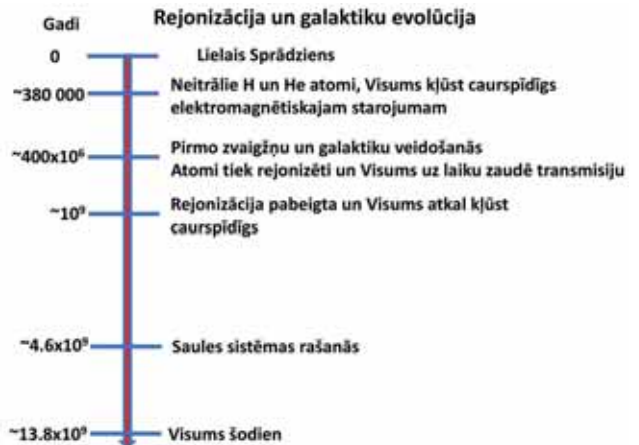 Gadi
Rejonizācija un galaktiku evolūcija
0
Lielais Sprādziens
~380 000
Neitrālie H un He atomi, Visums kļūst caurspīdīgs
elektromagnētiskajam starojumam
~400x10⁶
Pirmo zvaigžņu un galaktiku veidošanās
Atomi tiek rejonizēti un Visums uz laiku zaudē transmisiju
~10⁹
Rejonizācija pabeigta un Visums atkal kļūst
caurspīdīgs
~4.6x10⁹
Saules sistēmas rašanās
~13.8x10⁹
Visums šodien